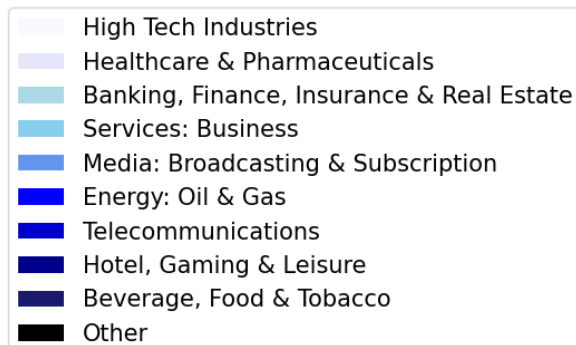 High Tech Industries
Healthcare & Pharmaceuticals
Banking, Finance, Insurance & Real Estate
Services: Business
Media: Broadcasting & Subscription
Energy: Oil & Gas
Telecommunications
Hotel, Gaming & Leisure
Beverage, Food & Tobacco
Other